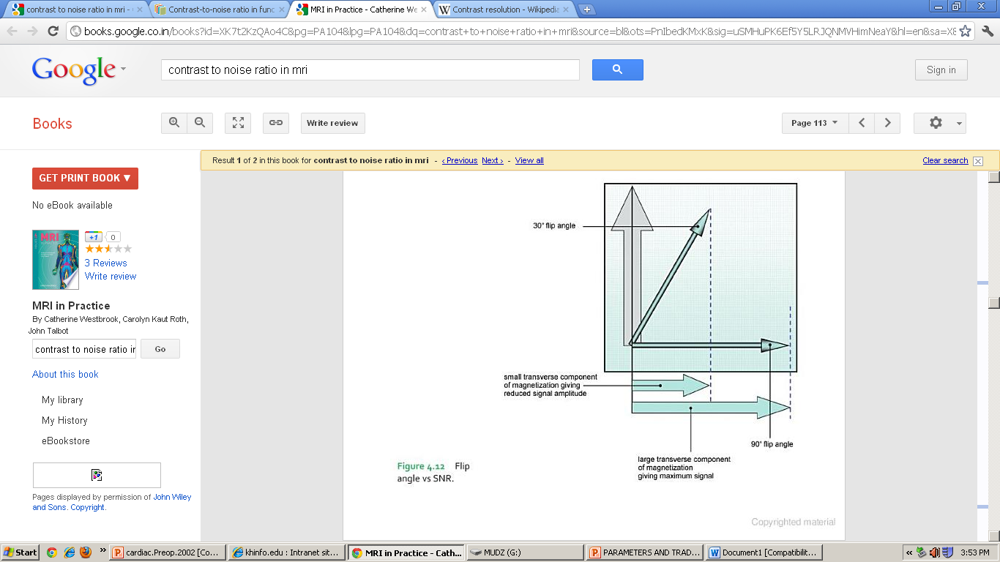 contrast to noise ratio in mri -
Contrast-to-noise ratio in func
MRI in Practice - Catherine We
Contrast resolution - Wikipedia
books.google.co.in/books?id=XK7t2KzQAo4C&pg=PA104&lpg=PA104&dq=contrast+to+noise+ratio+in+mri&source=bl&ots=PnIbedKMxK&sig=uSMHuPK6Ef5Y5LRJQNMVHimNeaY&hl=en&sa=X&
Google
contrast to noise ratio in mri
Sign in
Books
Write review
Page 113
Result 1 of 2 in this book for contrast to noise ratio in mri - ‹ Previous Next › - View all
Clear search
GET PRINT BOOK ▼
No eBook available
MRI
+1
0
3 Reviews
Write review
MRI in Practice
By Catherine Westbrook, Carolyn Kaut Roth,
John Talbot
contrast to noise ratio in
Go
About this book
My library
My History
eBookstore
Pages displayed by permission of John Wiley
and Sons. Copyright.
30° flip angle
small transverse component
of magnetization giving
reduced signal amplitude
90° flip angle
large transverse component
of magnetization
giving maximum signal
Figure 4.12 Flip
angle vs SNR.
Copyrighted material
Start
»
cardiac.Preop.2002 [Co...
khinfo.edu : Intranet sit...
MRI in Practice - Cath...
MUDZ (G:)
PARAMETERS AND TRAD...
Document1 [Compatibilit...
«
3:53 PM